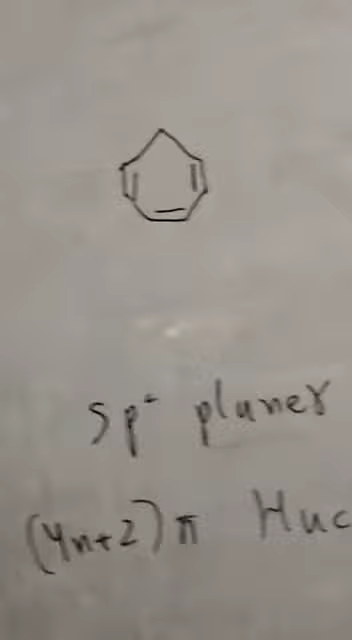 sp² planer
(4n+2) π Huc